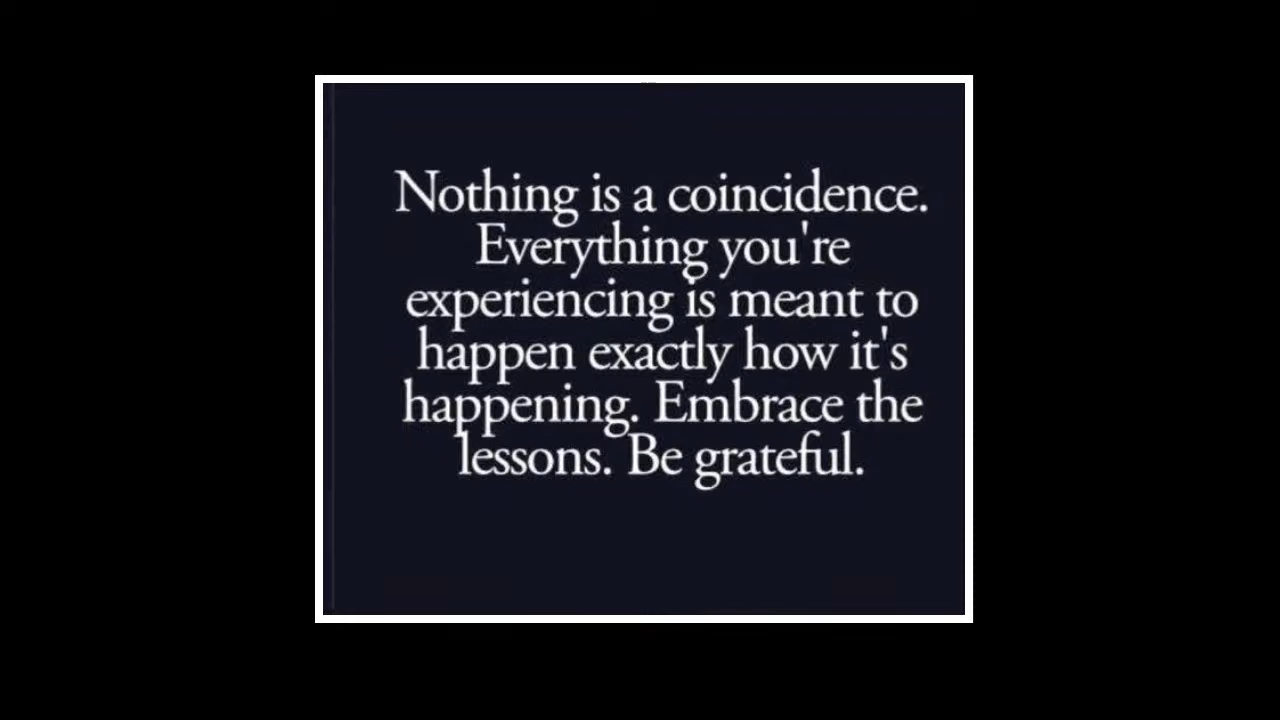 Nothing is a coincidence.
Everything you're
experiencing is meant to
happen exactly how it's
happening. Embrace the
lessons. Be grateful.